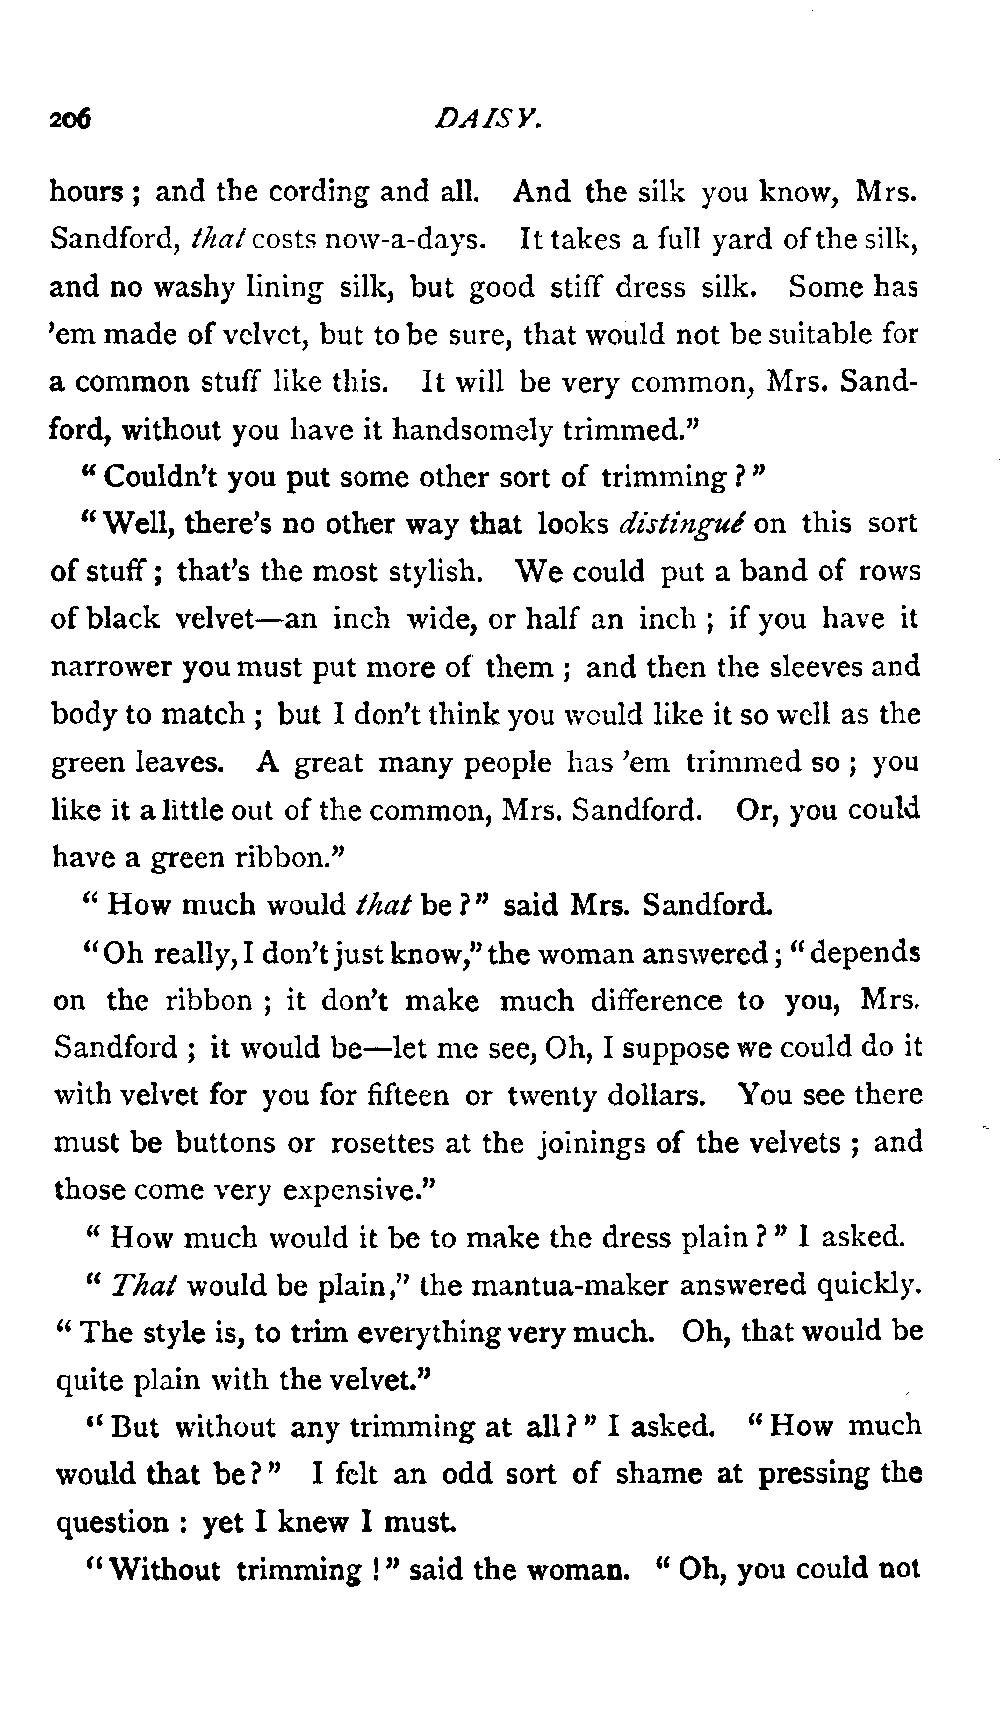 206 DAISY.
hours ; and the cording and all. And the silk you know, Mrs.
Sandford, that costs now-a-days. It takes a full yard of the silk,
and no washy lining silk, but good stiff dress silk. Some has
'em made of velvet, but to be sure, that would not be suitable for
a common stuff like this. It will be very common, Mrs. Sand-
ford, without you have it handsomely trimmed."
"Couldn't you put some other sort of trimming ?"
"Well, there's no other way that looks distingué on this sort
of stuff ; that's the most stylish. We could put a band of rows
of black velvet—an inch wide, or half an inch ; if you have it
narrower you must put more of them ; and then the sleeves and
body to match ; but I don't think you would like it so well as the
green leaves. A great many people has 'em trimmed so ; you
like it a little out of the common, Mrs. Sandford. Or, you could
have a green ribbon."
"How much would that be ?" said Mrs. Sandford.
"Oh really, I don't just know," the woman answered ; "depends
on the ribbon ; it don't make much difference to you, Mrs.
Sandford ; it would be—let me see, Oh, I suppose we could do it
with velvet for you for fifteen or twenty dollars. You see there
must be buttons or rosettes at the joinings of the velvets ; and
those come very expensive."
"How much would it be to make the dress plain ?" I asked.
"That would be plain," the mantua-maker answered quickly.
"The style is, to trim everything very much. Oh, that would be
quite plain with the velvet."
"But without any trimming at all ?" I asked. "How much
would that be ?" I felt an odd sort of shame at pressing the
question : yet I knew I must.
"Without trimming !" said the woman. "Oh, you could not